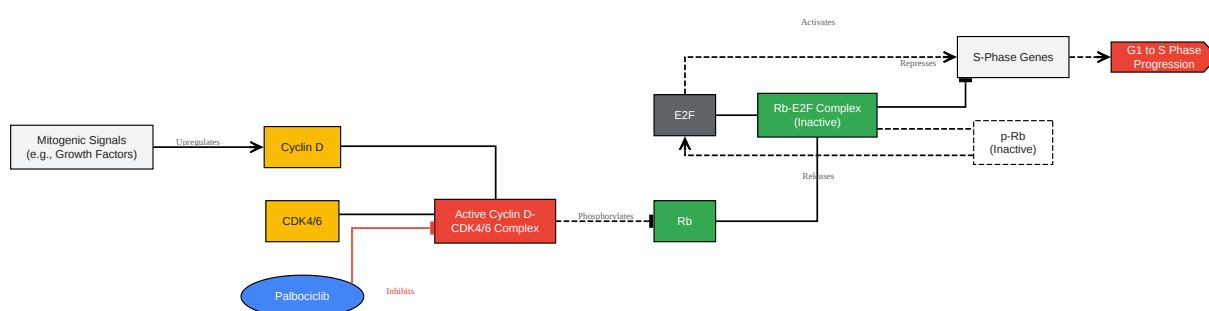 Activates
G1 to S Phase
Progression
S-Phase Genes
Represses
Rb-E2F Complex
(Inactive)
E2F
p-Rb
(Inactive)
Mitogenic Signals
(e.g., Growth Factors)
Upregulates
Cyclin D
Releases
CDK4/6
Active Cyclin D-
CDK4/6 Complex
Phosphorylates
Rb
Palbociclib
Inhibits